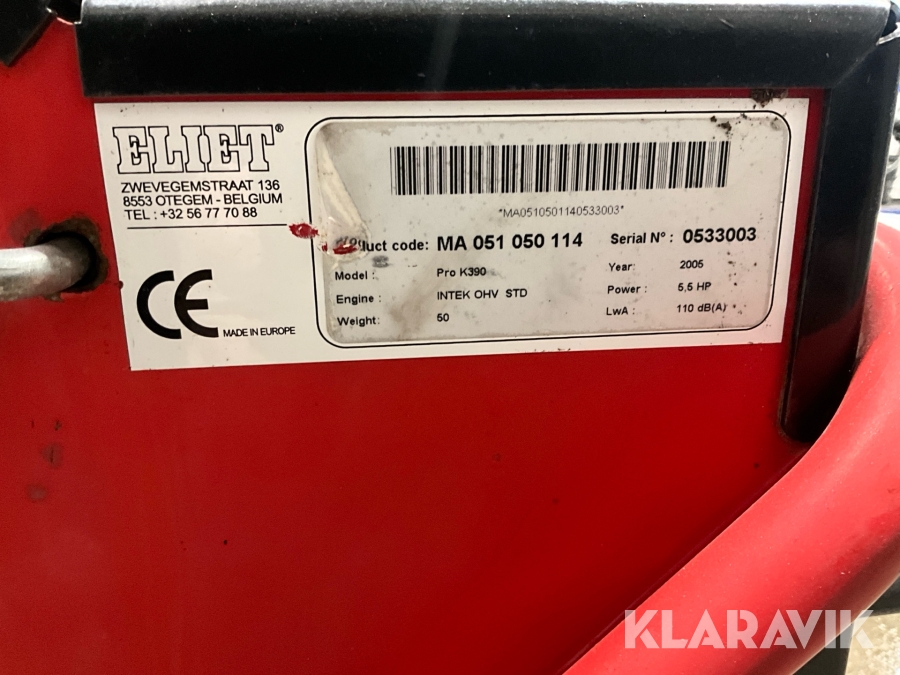 ELIET®
ZWEVEGEMSTRAAT 136
8553 OTEGEM - BELGIUM
TEL : +32 56 77 70 88
CE
MADE IN EUROPE
*MA0510501140533003*
Product code: MA 051 050 114 Serial N° : 0533003
Model : Pro K390 Year: 2005
Engine : INTEK OHV STD Power : 5,5 HP
Weight: 50 LwA : 110 dB(A)
KLARAVIK